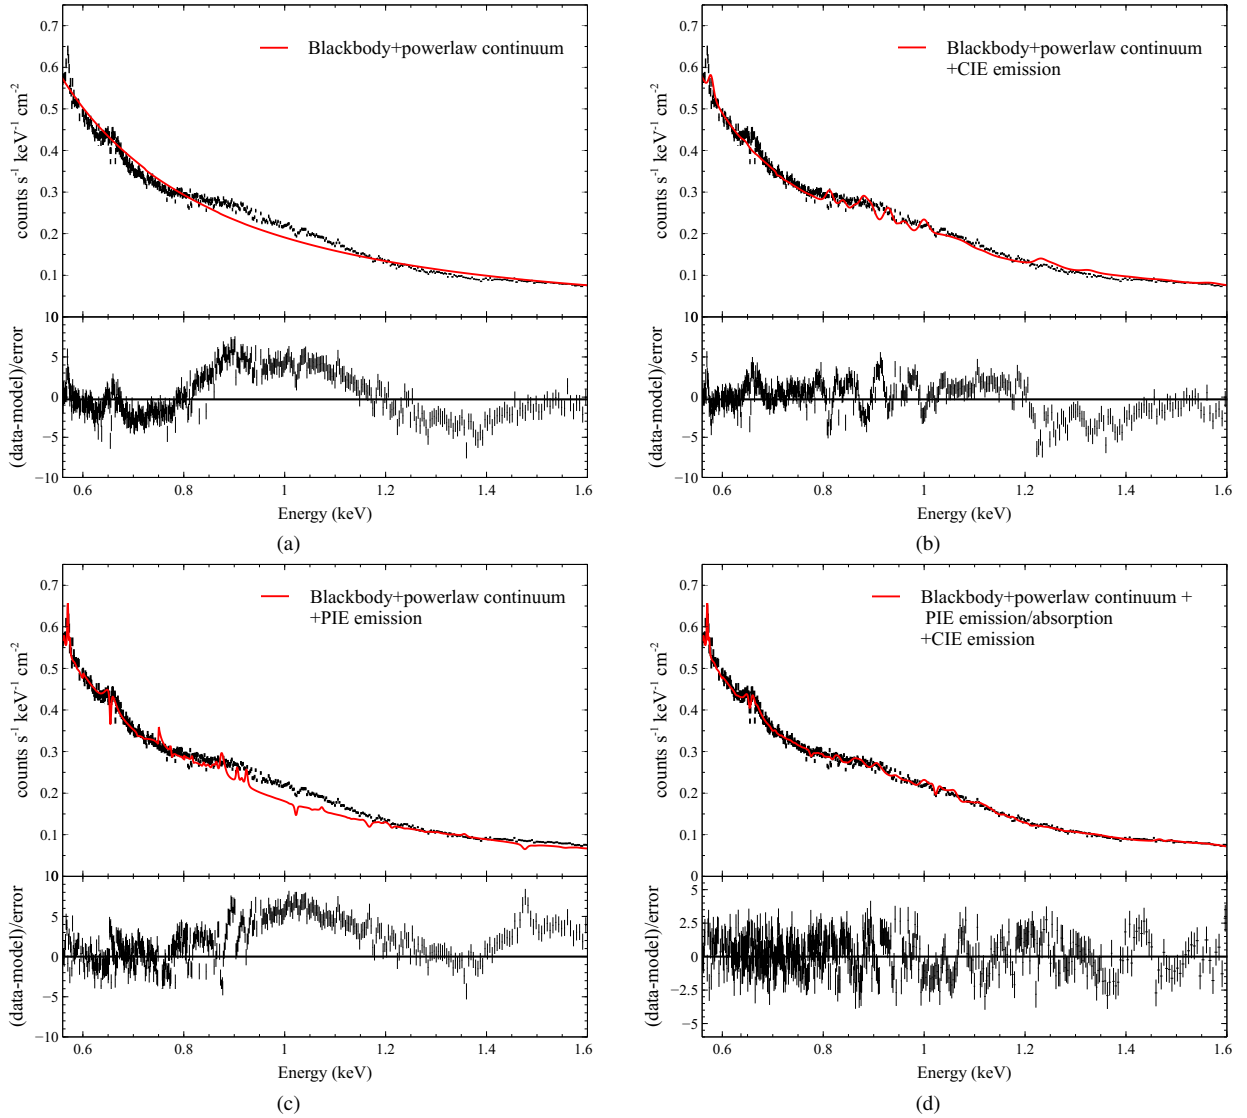 0.7
0.6
0.5
0.4
0.3
0.2
0.1
0
counts s⁻¹ keV⁻¹ cm⁻²
Blackbody+powerlaw continuum
10
5
0
−5
−10
(data-model)/error
0.6 0.8 1 1.2 1.4 1.6
Energy (keV)
(a)
0.7
0.6
0.5
0.4
0.3
0.2
0.1
0
counts s⁻¹ keV⁻¹ cm⁻²
Blackbody+powerlaw continuum
+CIE emission
10
5
0
−5
−10
(data-model)/error
0.6 0.8 1 1.2 1.4 1.6
Energy (keV)
(b)
0.7
0.6
0.5
0.4
0.3
0.2
0.1
0
counts s⁻¹ keV⁻¹ cm⁻²
Blackbody+powerlaw continuum
+PIE emission
10
5
0
−5
−10
(data-model)/error
0.6 0.8 1 1.2 1.4 1.6
Energy (keV)
(c)
0.7
0.6
0.5
0.4
0.3
0.2
0.1
0
counts s⁻¹ keV⁻¹ cm⁻²
Blackbody+powerlaw continuum +
PIE emission/absorption
+CIE emission
5
2.5
0
−2.5
−5
(data-model)/error
0.6 0.8 1 1.2 1.4 1.6
Energy (keV)
(d)